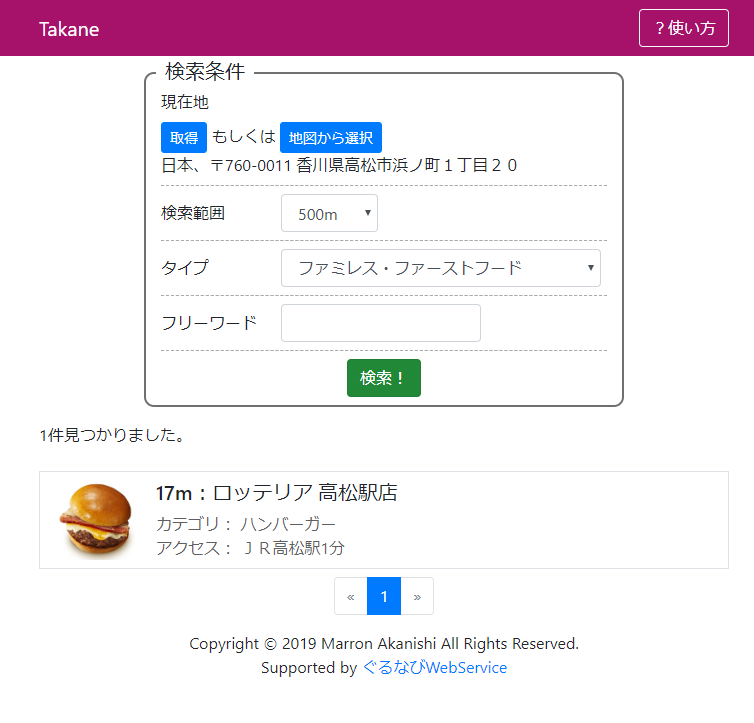 Takane
？使い方
検索条件
現在地
取得 もしくは 地図から選択
日本、〒760-0011 香川県高松市浜ノ町１丁目２０
検索範囲 500m
タイプ ファミレス・ファーストフード
フリーワード
検索！
1件見つかりました。
17m：ロッテリア 高松駅店
カテゴリ： ハンバーガー
アクセス： ＪＲ高松駅1分
« 1 »
Copyright © 2019 Marron Akanishi All Rights Reserved.
Supported by ぐるなびWebService